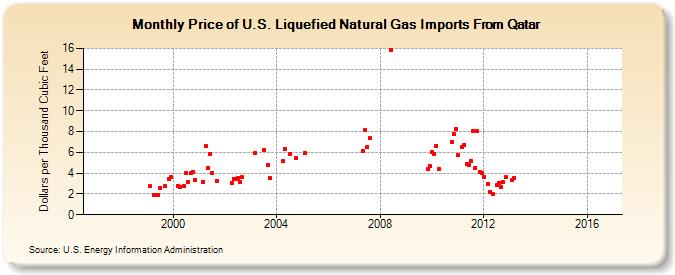 Monthly Price of U.S. Liquefied Natural Gas Imports From Qatar
Dollars per Thousand Cubic Feet
16
14
12
10
8
6
4
2
0
2000 2004 2008 2012 2016
Source: U.S. Energy Information Administration